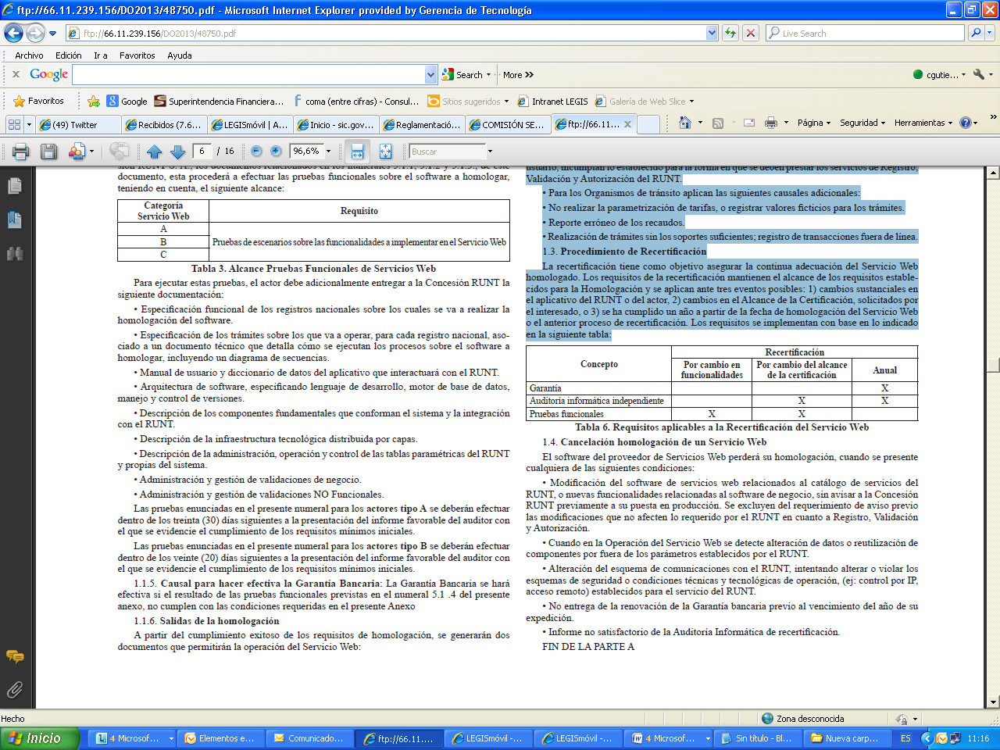 ftp://66.11.239.156/DO2013/48750.pdf - Microsoft Internet Explorer provided by Gerencia de Tecnología
ftp://66.11.239.156/DO2013/48750.pdf
Live Search
Archivo Edición Ir a Favoritos Ayuda
x Google Search More »
cgutie...
Favoritos Google Superintendencia Financiera... coma (entre cifras) - Consul... Sitios sugeridos Intranet LEGIS Galería de Web Slice
(49) Twitter Recibidos (7.6... LEGISmóvil | A... Inicio - sic.gov... Reglamentació... COMISIÓN SE... ftp://66.11.... X
Página Seguridad Herramientas »
6 / 16 96,6% Buscar
sión RUNT S. A., los documentos relacionados en los numerales 5.1.1, 5.1.2 y 5.1.3., de este
documento, esta procederá a efectuar las pruebas funcionales sobre el software a homologar,
teniendo en cuenta, el siguiente alcance:
Categoría
Servicio Web
Requisito
A
B
C
Pruebas de escenarios sobre las funcionalidades a implementar en el Servicio Web
Tabla 3. Alcance Pruebas Funcionales de Servicios Web
Para ejecutar estas pruebas, el actor debe adicionalmente entregar a la Concesión RUNT la
siguiente documentación:
• Especificación funcional de los registros nacionales sobre los cuales se va a realizar la
homologación del software.
• Especificación de los trámites sobre los que va a operar, para cada registro nacional, aso-
ciado a un documento técnico que detalla cómo se ejecutan los procesos sobre el software a
homologar, incluyendo un diagrama de secuencias.
• Manual de usuario y diccionario de datos del aplicativo que interactuará con el RUNT.
• Arquitectura de software, especificando lenguaje de desarrollo, motor de base de datos,
manejo y control de versiones.
• Descripción de los componentes fundamentales que conforman el sistema y la integración
con el RUNT.
• Descripción de la infraestructura tecnológica distribuida por capas.
• Descripción de la administración, operación y control de las tablas paramétricas del RUNT
y propias del sistema.
• Administración y gestión de validaciones de negocio.
• Administración y gestión de validaciones NO Funcionales.
Las pruebas enunciadas en el presente numeral para los actores tipo A se deberán efectuar
dentro de los treinta (30) días siguientes a la presentación del informe favorable del auditor con
el que se evidencie el cumplimiento de los requisitos mínimos iniciales.
Las pruebas enunciadas en el presente numeral para los actores tipo B se deberán efectuar
dentro de los veinte (20) días siguientes a la presentación del informe favorable del auditor con
el que se evidencie el cumplimiento de los requisitos mínimos iniciales.
1.1.5. Causal para hacer efectiva la Garantía Bancaria: La Garantía Bancaria se hará
efectiva si el resultado de las pruebas funcionales previstas en el numeral 5.1 .4 del presente
anexo, no cumplen con las condiciones requeridas en el presente Anexo
1.1.6. Salidas de la homologación
A partir del cumplimiento exitoso de los requisitos de homologación, se generarán dos
documentos que permitirán la operación del Servicio Web:
usuario, incumplan lo establecido para la forma en que se deben prestar los servicios de Registro,
Validación y Autorización del RUNT.
• Para los Organismos de tránsito aplican las siguientes causales adicionales:
• No realizar la parametrización de tarifas, o registrar valores ficticios para los trámites.
• Reporte erróneo de los recaudos.
• Realización de trámites sin los soportes suficientes; registro de transacciones fuera de línea.
1.3. Procedimiento de Recertificación
La recertificación tiene como objetivo asegurar la continua adecuación del Servicio Web
homologado. Los requisitos de la recertificación mantienen el alcance de los requisitos estable-
cidos para la Homologación y se aplican ante tres eventos posibles: 1) cambios sustanciales en
el aplicativo del RUNT o del actor, 2) cambios en el Alcance de la Certificación, solicitados por
el interesado, o 3) se ha cumplido un año a partir de la fecha de homologación del Servicio Web
o el anterior proceso de recertificación. Los requisitos se implementan con base en lo indicado
en la siguiente tabla:
Concepto
Recertificación
Por cambio en
funcionalidades
Por cambio del alcance
de la certificación
Anual
Garantía X
Auditoría informática independiente X X
Pruebas funcionales X X
Tabla 6. Requisitos aplicables a la Recertificación del Servicio Web
1.4. Cancelación homologación de un Servicio Web
El software del proveedor de Servicios Web perderá su homologación, cuando se presente
cualquiera de las siguientes condiciones:
• Modificación del software de servicios web relacionados al catálogo de servicios del
RUNT, o nuevas funcionalidades relacionadas al software de negocio, sin avisar a la Concesión
RUNT previamente a su puesta en producción. Se excluyen del requerimiento de aviso previo
las modificaciones que no afecten lo requerido por el RUNT en cuanto a Registro, Validación
y Autorización.
• Cuando en la Operación del Servicio Web se detecte alteración de datos o reutilización de
componentes por fuera de los parámetros establecidos por el RUNT.
• Alteración del esquema de comunicaciones con el RUNT, intentando alterar o violar los
esquemas de seguridad o condiciones técnicas y tecnológicas de operación, (ej: control por IP,
acceso remoto) establecidos para el servicio del RUNT.
• No entrega de la renovación de la Garantía bancaria previo al vencimiento del año de su
expedición.
• Informe no satisfactorio de la Auditoría Informática de recertificación.
FIN DE LA PARTE A
Hecho
Zona desconocida
Inicio 4 Microsof... Elementos e... Comunicado... ftp://66.11.... LEGISmóvil -... LEGISmóvil -... 4 Microsof... Sin título - Bl... Nueva carp... ES 11:16